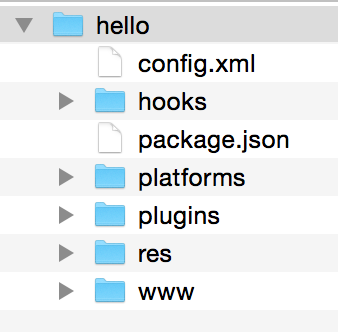 hello
config.xml
hooks
package.json
platforms
plugins
res
www